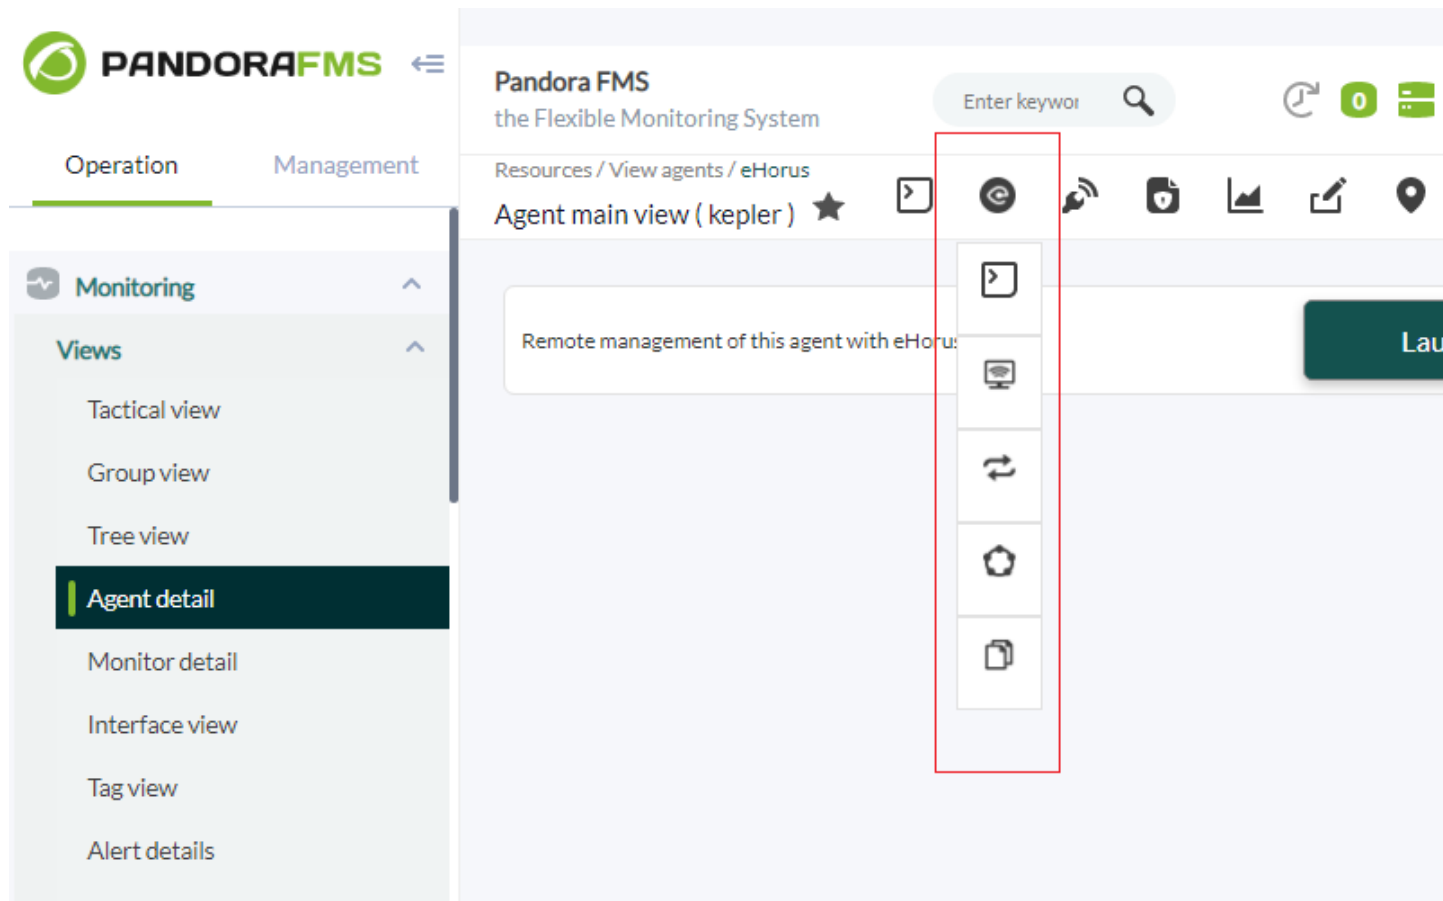 PANDORAFMS
Operation
Management
Monitoring
Views
Tactical view
Group view
Tree view
Agent detail
Monitor detail
Interface view
Tag view
Alert details
Pandora FMS
the Flexible Monitoring System
Enter keywor
0
Resources / View agents / eHorus
Agent main view ( kepler )
Remote management of this agent with eHorus
Lau